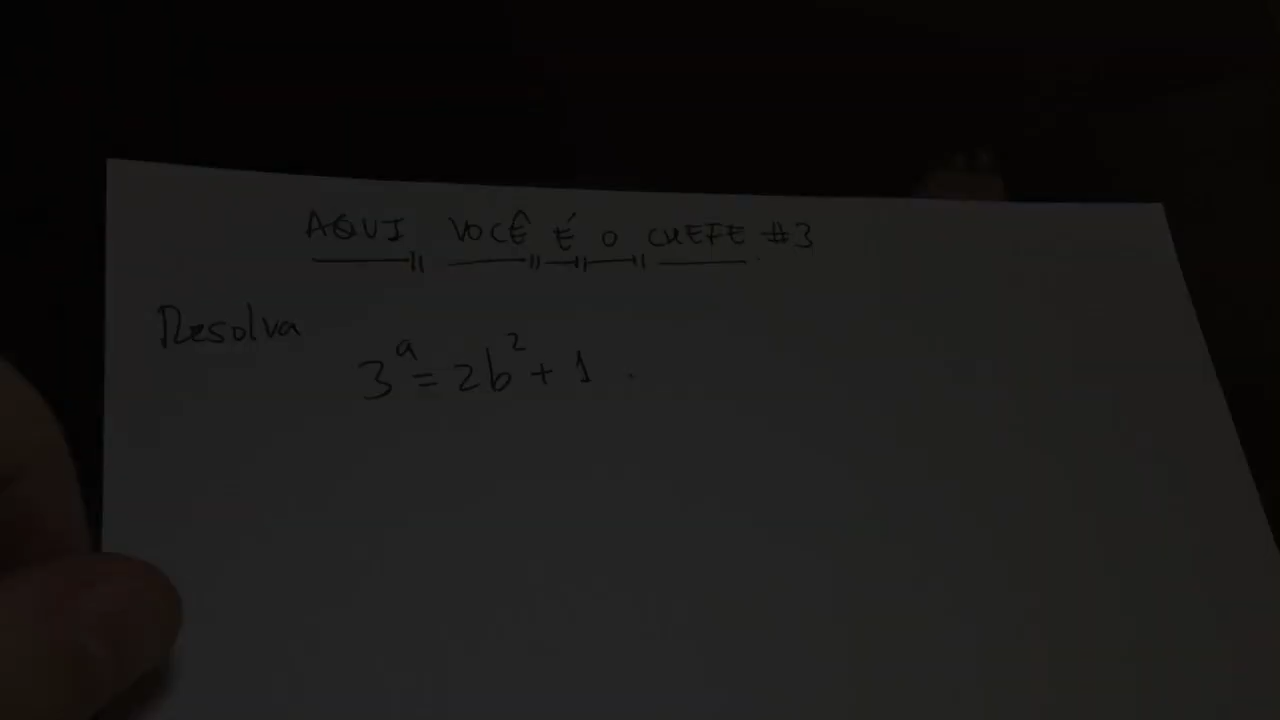 AQUI VOCÊ É O CHEFE #3
Resolva
3^a = 2b^2 + 1.